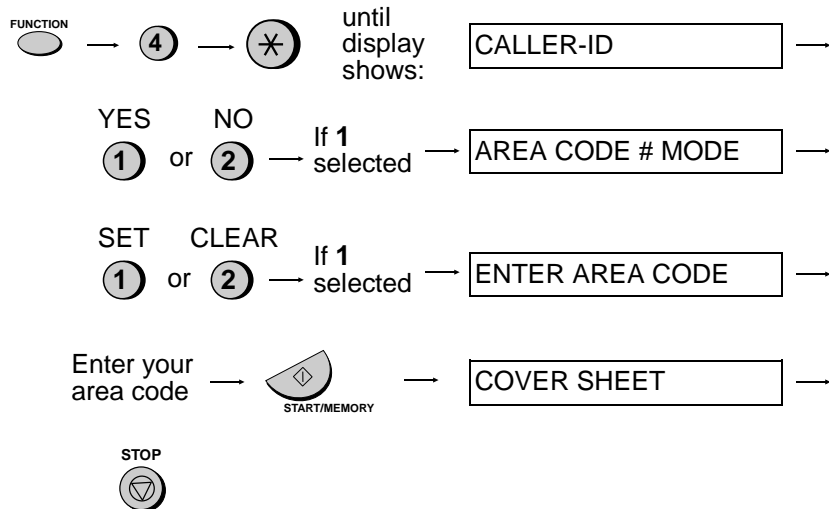 FUNCTION
4
until
display
shows:
CALLER-ID
YES NO
1 or 2
If 1
selected
AREA CODE # MODE
SET CLEAR
1 or 2
If 1
selected
ENTER AREA CODE
Enter your
area code
START/MEMORY
COVER SHEET
STOP